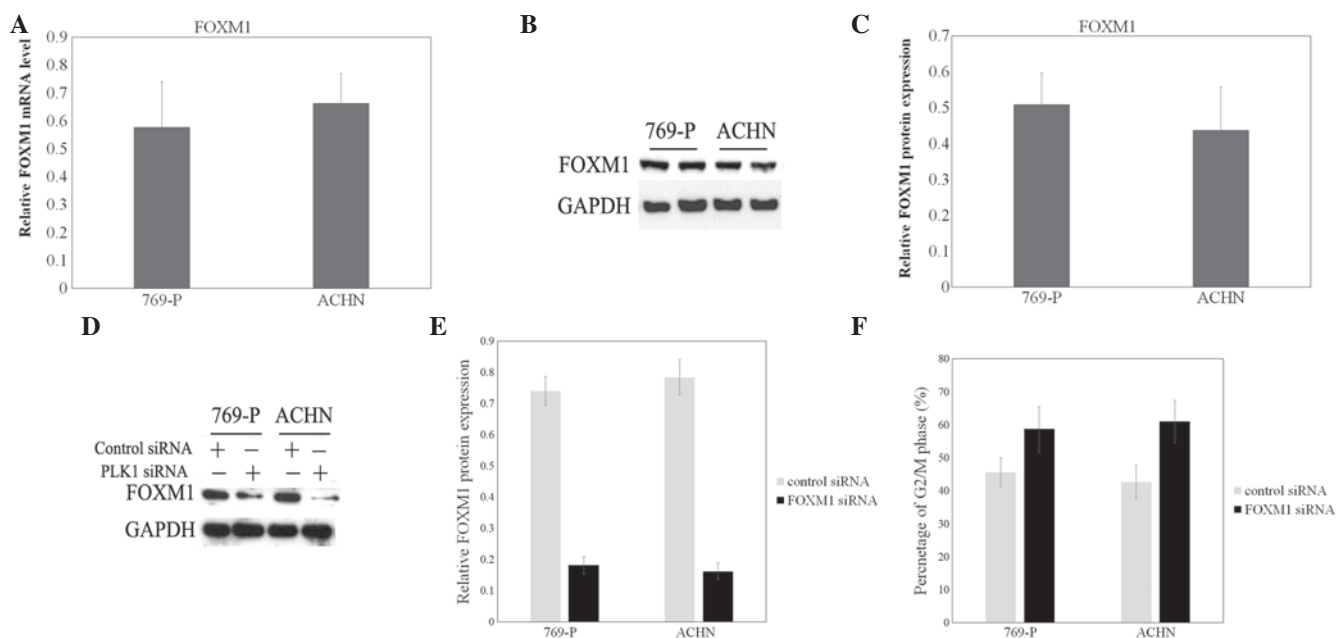 A
FOXM1
Relative FOXM1 mRNA level
0.9
0.8
0.7
0.6
0.5
0.4
0.3
0.2
0.1
0
769-P
ACHN
B
769-P ACHN
FOXM1
GAPDH
C
FOXM1
Relative FOXM1 protein expression
0.7
0.6
0.5
0.4
0.3
0.2
0.1
0
769-P
ACHN
D
769-P ACHN
Control siRNA + − + −
PLK1 siRNA − + − +
FOXM1
GAPDH
E
Relative FOXM1 protein expression
0.9
0.8
0.7
0.6
0.5
0.4
0.3
0.2
0.1
0
769-P
ACHN
control siRNA
FOXM1 siRNA
F
Percnetage of G2/M phase (%)
80
70
60
50
40
30
20
10
0
769-P
ACHN
control siRNA
FOXM1 siRNA